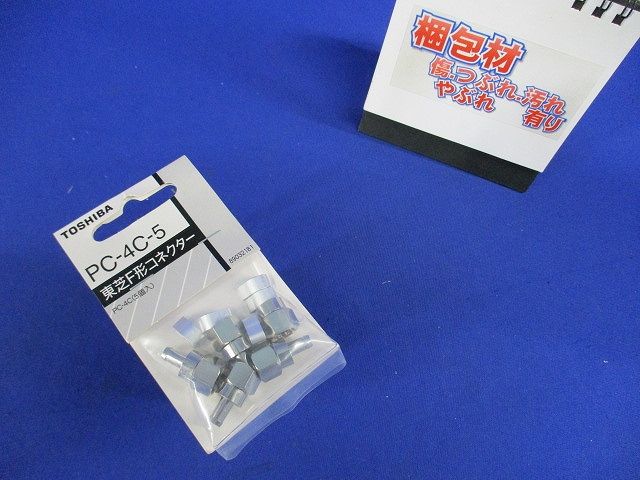 TOSHIBA
PC-4C-5
東芝F形コネクター
PC-4C(5個入)
89032181
梱包材
傷.つぶれ.汚れ
やぶれ 有り